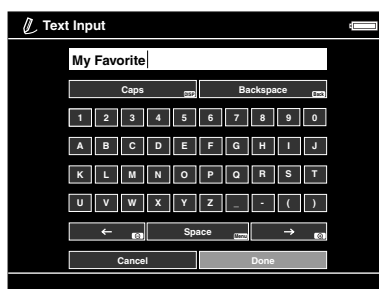 Text Input
My Favorite
Caps DISP Backspace Back
1 2 3 4 5 6 7 8 9 0
A B C D E F G H I J
K L M N O P Q R S T
U V W X Y Z _ - ( )
← Space Menu →
Cancel Done